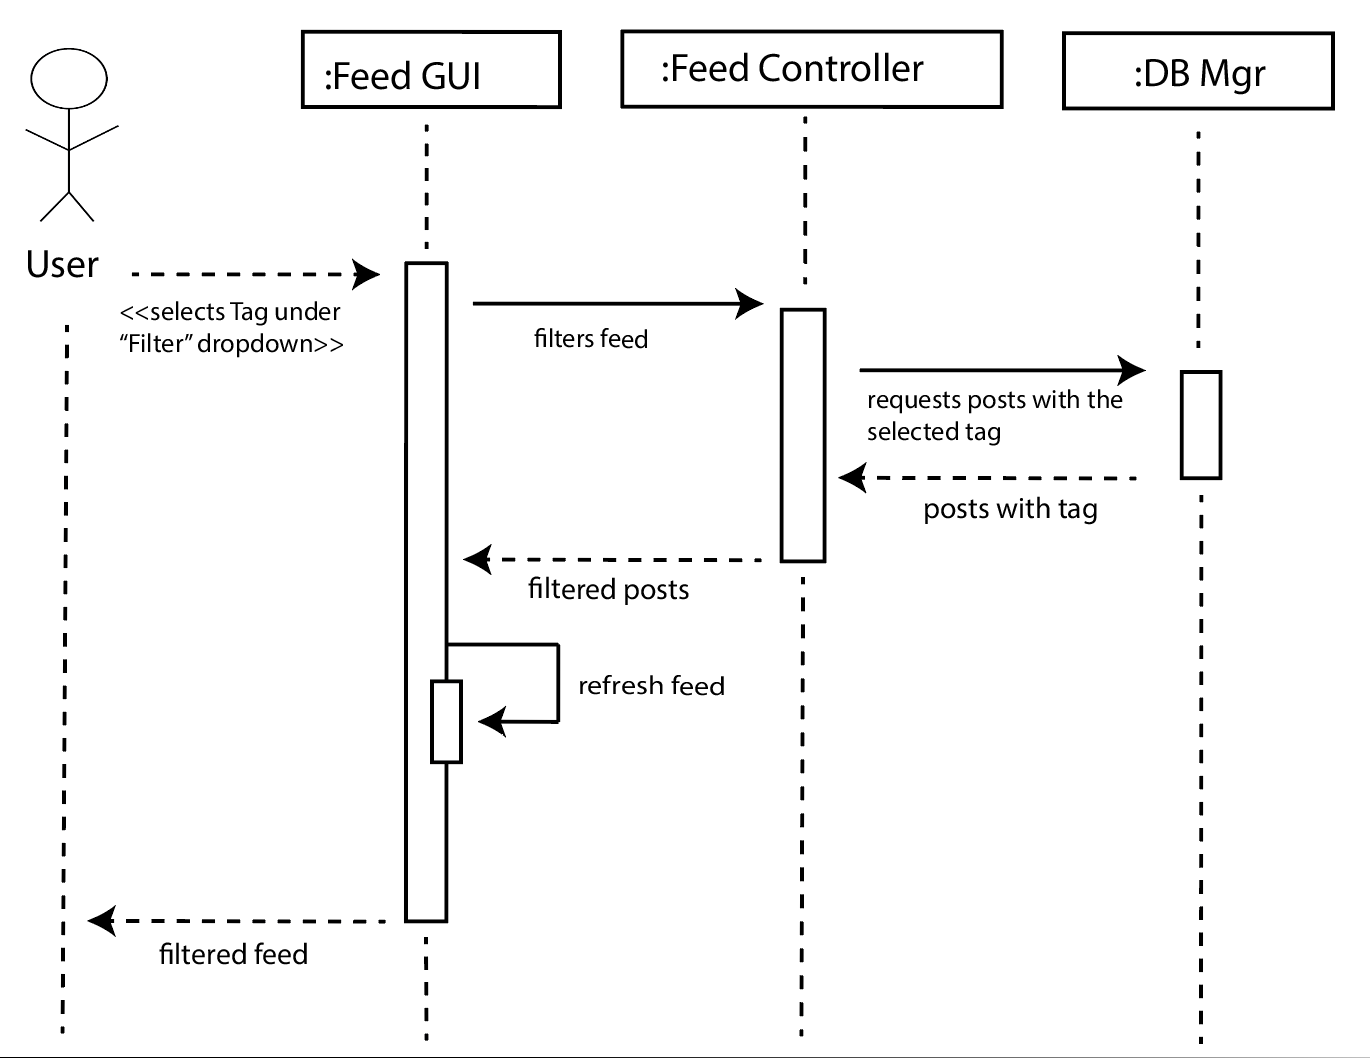 :Feed GUI
:Feed Controller
:DB Mgr
User
<<selects Tag under
“Filter” dropdown>>
filters feed
requests posts with the
selected tag
posts with tag
filtered posts
refresh feed
filtered feed